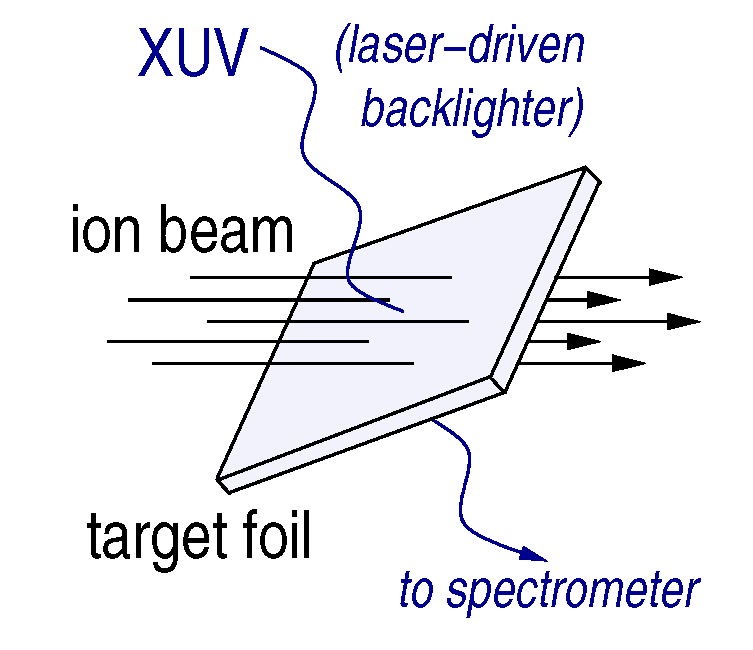 XUV
(laser–driven
backlighter)
ion beam
target foil
to spectrometer